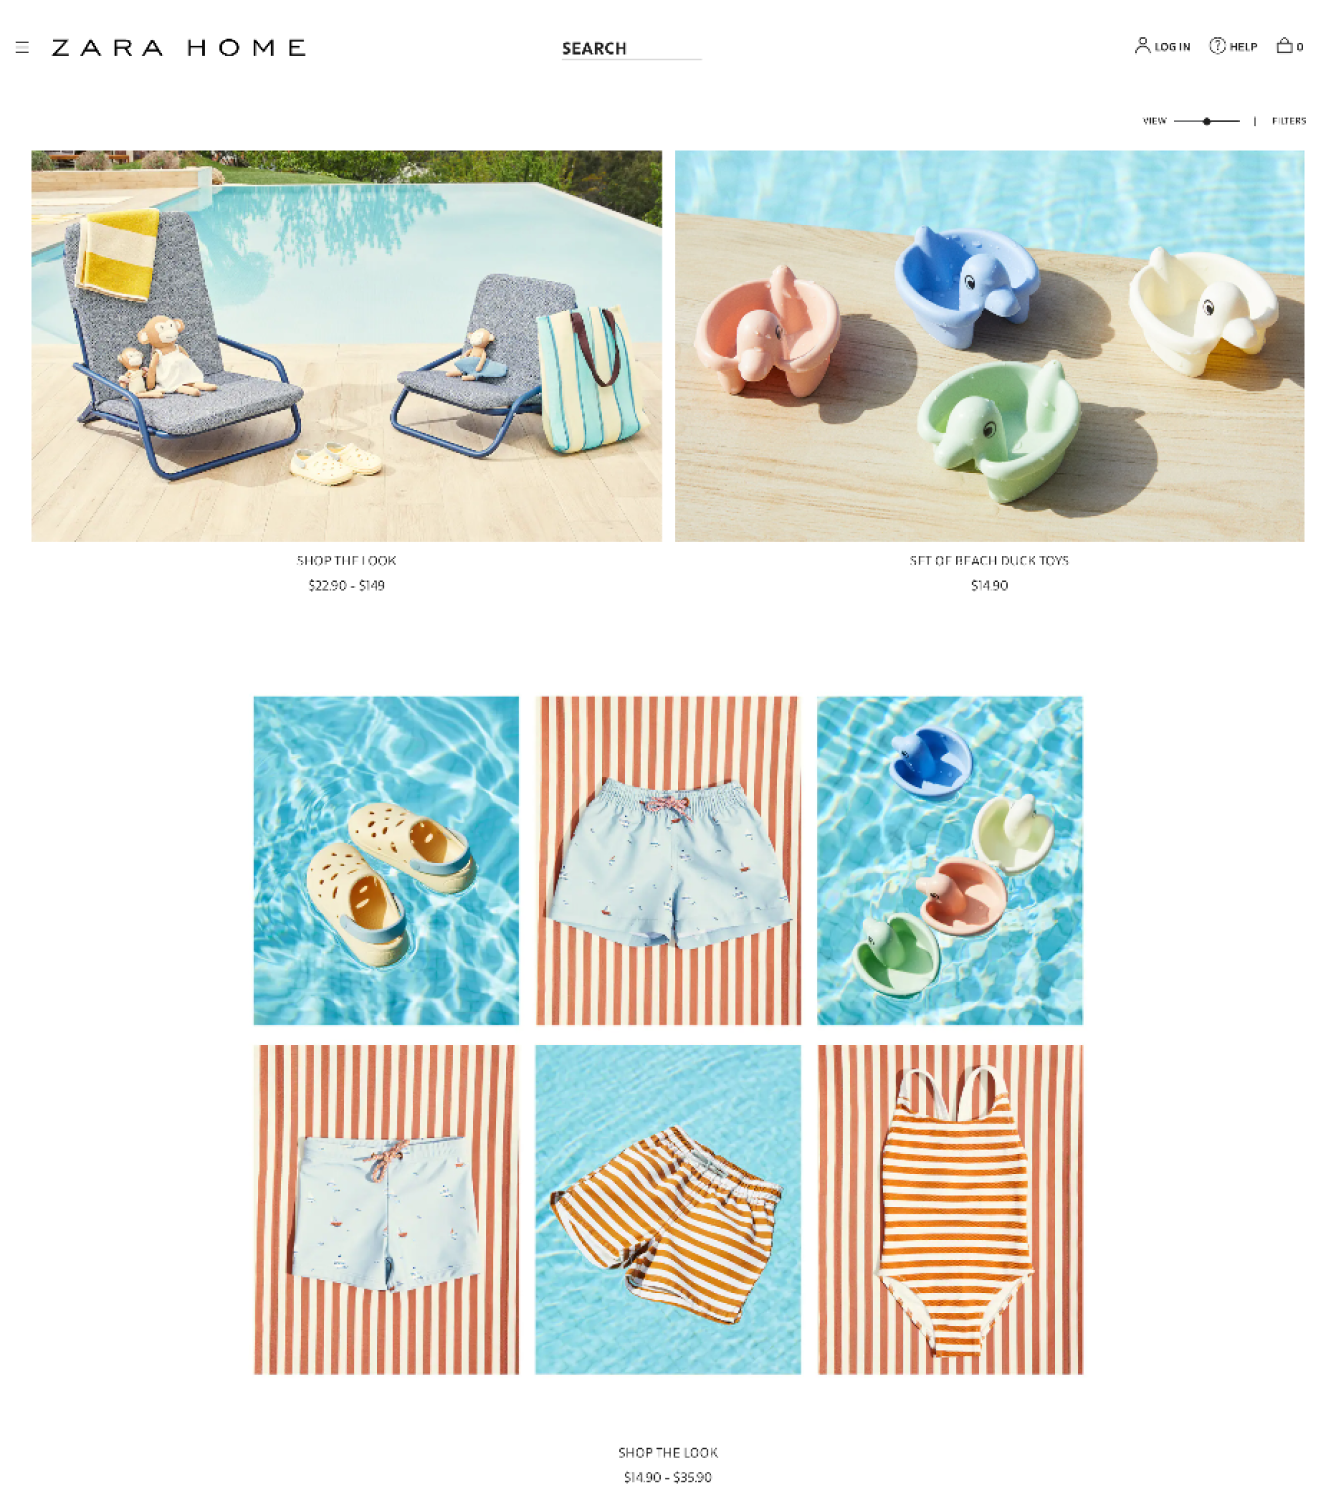 ZARA HOME
SEARCH
LOG IN
HELP
0
VIEW
|
FILTERS
SHOP THE LOOK
$22.90 - $149
SET OF BEACH DUCK TOYS
$14.90
SHOP THE LOOK
$14.90 - $35.90